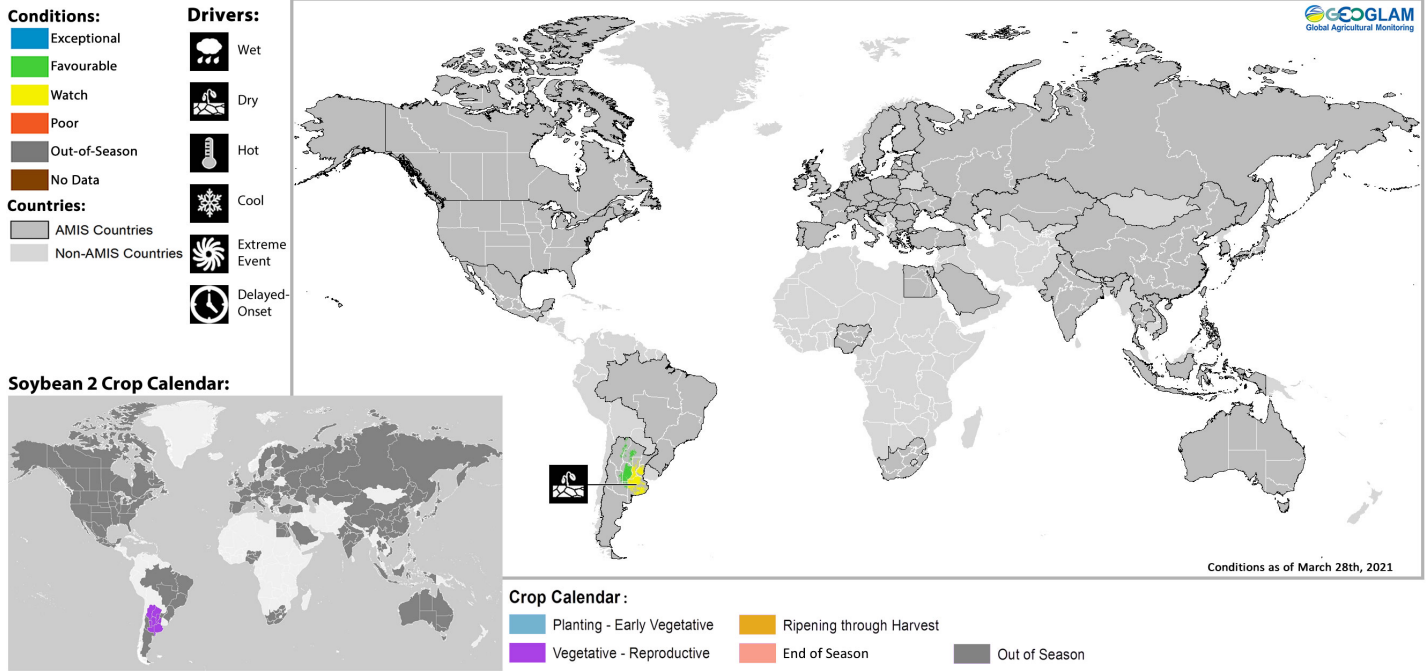 Conditions:
Exceptional
Favourable
Watch
Poor
Out-of-Season
No Data
Countries:
AMIS Countries
Non-AMIS Countries
Drivers:
Wet
Dry
Hot
Cool
Extreme
Event
Delayed-
Onset
GEOGLAM
Global Agricultural Monitoring
Soybean 2 Crop Calendar:
Conditions as of March 28th, 2021
Crop Calendar :
Planting - Early Vegetative
Ripening through Harvest
Vegetative - Reproductive
End of Season
Out of Season